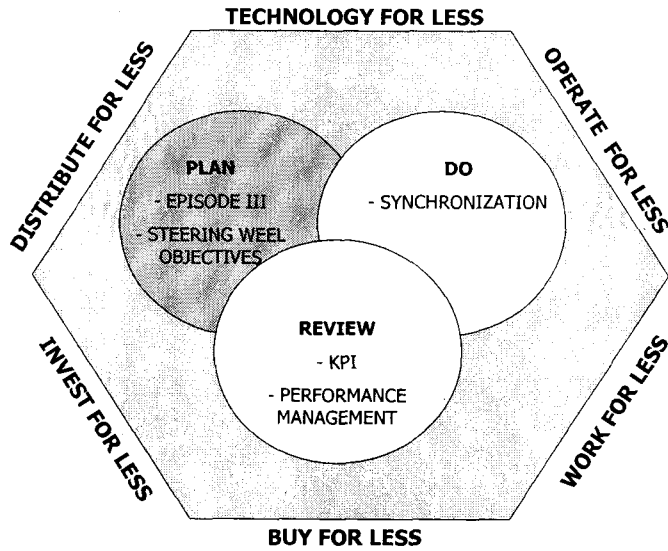 TECHNOLOGY FOR LESS
DISTRIBUTE FOR LESS
OPERATE FOR LESS
PLAN
- EPISODE III
- STEERING WEEL
OBJECTIVES
DO
- SYNCHRONIZATION
REVIEW
- KPI
- PERFORMANCE
MANAGEMENT
INVEST FOR LESS
WORK FOR LESS
BUY FOR LESS